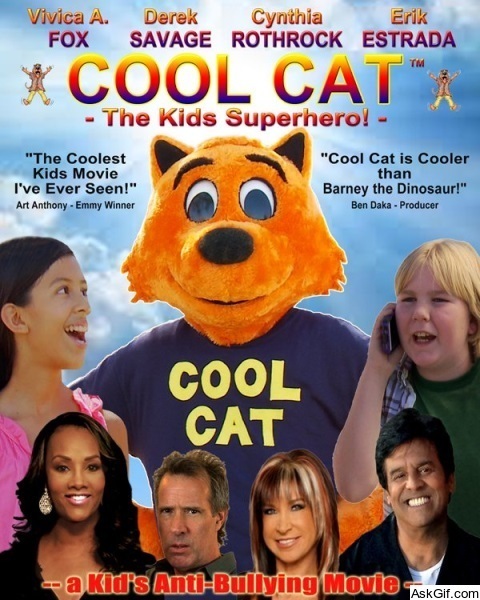 Vivica A. Derek Cynthia Erik
FOX SAVAGE ROTHROCK ESTRADA
COOL CAT™
- The Kids Superhero! -
"The Coolest
Kids Movie
I've Ever Seen!"
Art Anthony - Emmy Winner
"Cool Cat is Cooler
than
Barney the Dinosaur!"
Ben Daka - Producer
COOL
CAT
-- a Kid's Anti-Bullying Movie --
AskGif.com